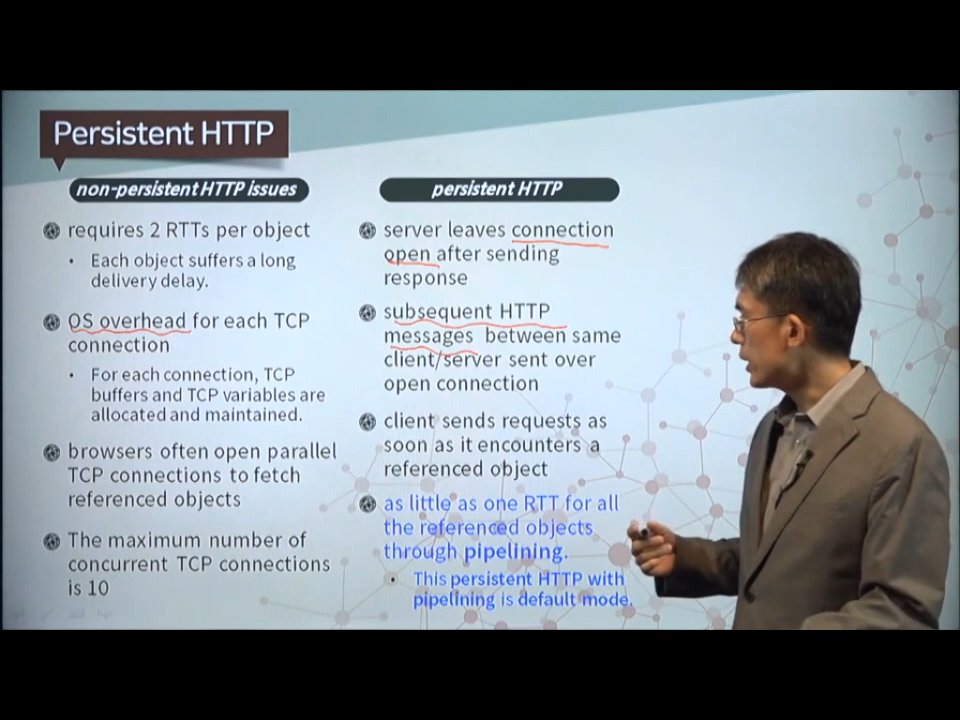 Persistent HTTP
non-persistent HTTP issues
requires 2 RTTs per object
Each object suffers a long
delivery delay.
OS overhead for each TCP
connection
For each connection, TCP
buffers and TCP variables are
allocated and maintained.
browsers often open parallel
TCP connections to fetch
referenced objects
The maximum number of
concurrent TCP connections
is 10
persistent HTTP
server leaves connection
open after sending
response
subsequent HTTP
messages between same
client/server sent over
open connection
client sends requests as
soon as it encounters a
referenced object
as little as one RTT for all
the referenced objects
through pipelining.
This persistent HTTP with
pipelining is default mode.